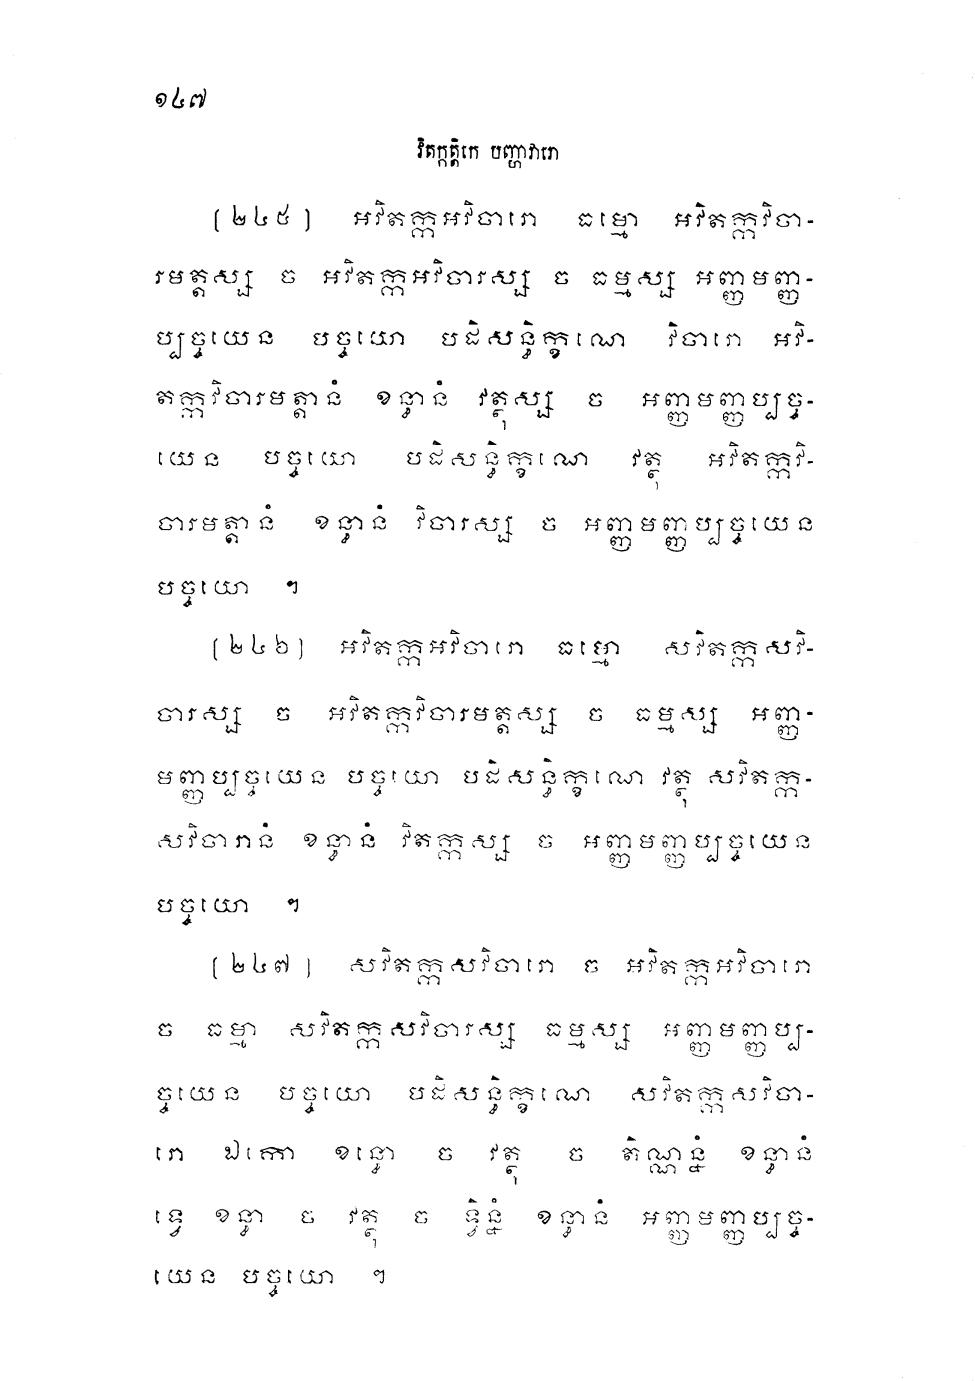 ១៤៧
វិតក្កត្តិកេ បញ្ហាវារោ
[២៤៥] អវិតក្កអវិចារោ ធម្មោ អវិតក្កវិចា-
រមត្តស្ស ច អវិតក្កអវិចារស្ស ច ធម្មស្ស អញ្ញមញ្ញ-
ប្បច្ចយេន បច្ចយោ បដិសន្ធិក្ខណេ វិចារោ អវិ-
តក្កវិចារមត្តានំ ខន្ធានំ វត្ថុស្ស ច អញ្ញមញ្ញប្បច្ច-
យេន បច្ចយោ បដិសន្ធិក្ខណេ វត្ថុ អវិតក្កវិ-
ចារមត្តានំ ខន្ធានំ វិចារស្ស ច អញ្ញមញ្ញប្បច្ចយេន
បច្ចយោ ។
[២៤៦] អវិតក្កអវិចារោ ធម្មោ សវិតក្កសវិ-
ចារស្ស ច អវិតក្កវិចារមត្តស្ស ច ធម្មស្ស អញ្ញ-
មញ្ញប្បច្ចយេន បច្ចយោ បដិសន្ធិក្ខណេ វត្ថុ សវិតក្ក-
សវិចារានំ ខន្ធានំ វិតក្កស្ស ច អញ្ញមញ្ញប្បច្ចយេន
បច្ចយោ ។
[២៤៧] សវិតក្កសវិចារោ ច អវិតក្កអវិចារោ
ច ធម្មា សវិតក្កសវិចារស្ស ធម្មស្ស អញ្ញមញ្ញប្ប-
ច្ចយេន បច្ចយោ បដិសន្ធិក្ខណេ សវិតក្កសវិចា-
រោ ឯកោ ខន្ធោ ច វត្ថុ ច តិណ្ណន្នំ ខន្ធានំ
ទ្វេ ខន្ធា ច វត្ថុ ច ទ្វិន្នំ ខន្ធានំ អញ្ញមញ្ញប្បច្ច-
យេន បច្ចយោ ។